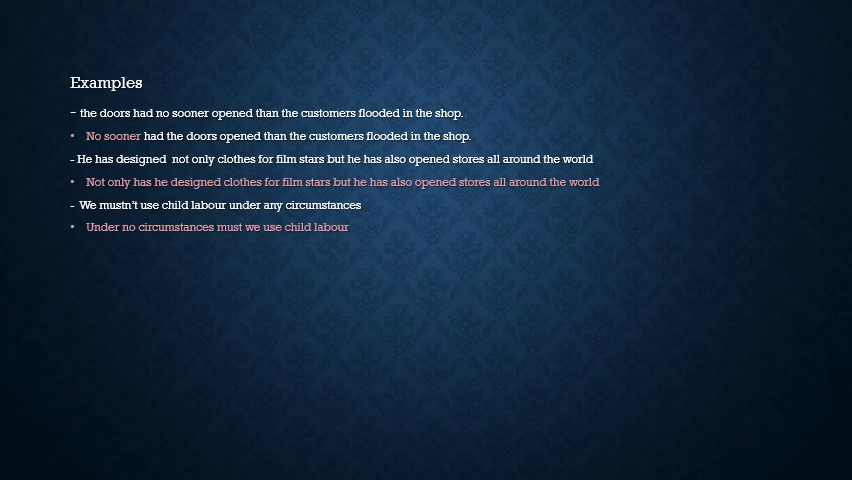 Examples
– the doors had no sooner opened than the customers flooded in the shop.
• No sooner had the doors opened than the customers flooded in the shop.
- He has designed not only clothes for film stars but he has also opened stores all around the world
• Not only has he designed clothes for film stars but he has also opened stores all around the world
- We mustn't use child labour under any circumstances
• Under no circumstances must we use child labour